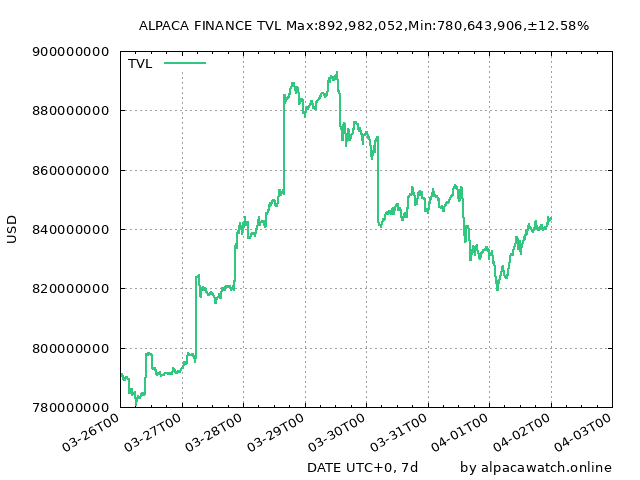 ALPACA FINANCE TVL Max:892,982,052,Min:780,643,906,±12.58%
900000000
TVL
880000000
860000000
840000000
USD
820000000
800000000
780000000
03-26T00
03-27T00
03-28T00
03-29T00
03-30T00
03-31T00
04-01T00
04-02T00
04-03T00
DATE UTC+0, 7d
by alpacawatch.online